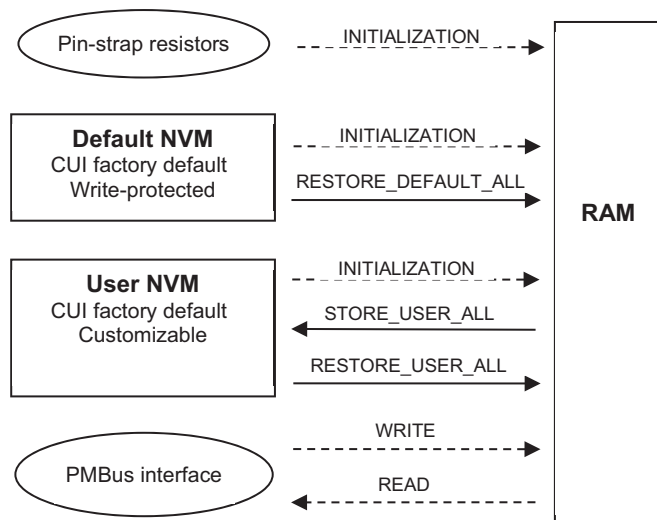 Pin-strap resistors
INITIALIZATION
Default NVM
CUI factory default
Write-protected
INITIALIZATION
RESTORE_DEFAULT_ALL
RAM
User NVM
CUI factory default
Customizable
INITIALIZATION
STORE_USER_ALL
RESTORE_USER_ALL
PMBus interface
WRITE
READ